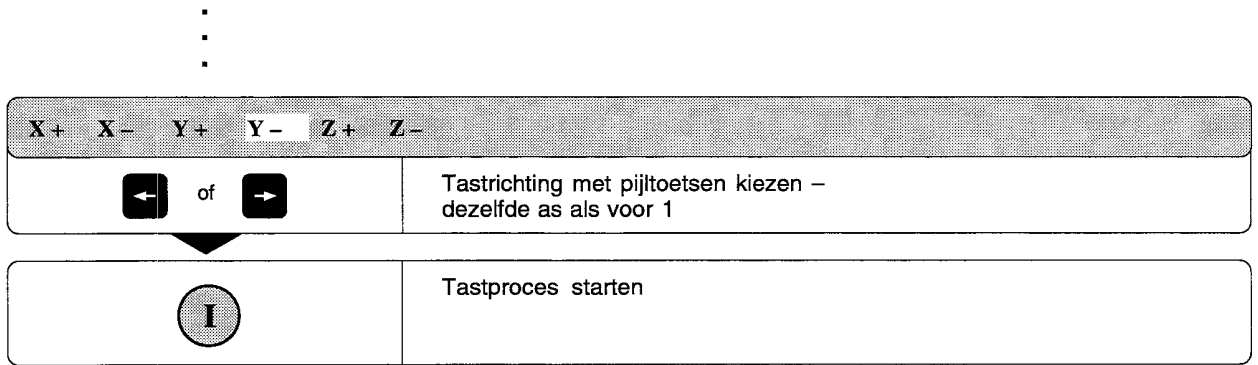 X+ X– Y+ Y– Z+ Z–
of
Tastrichting met pijltoetsen kiezen –
dezelfde as als voor 1
I
Tastproces starten